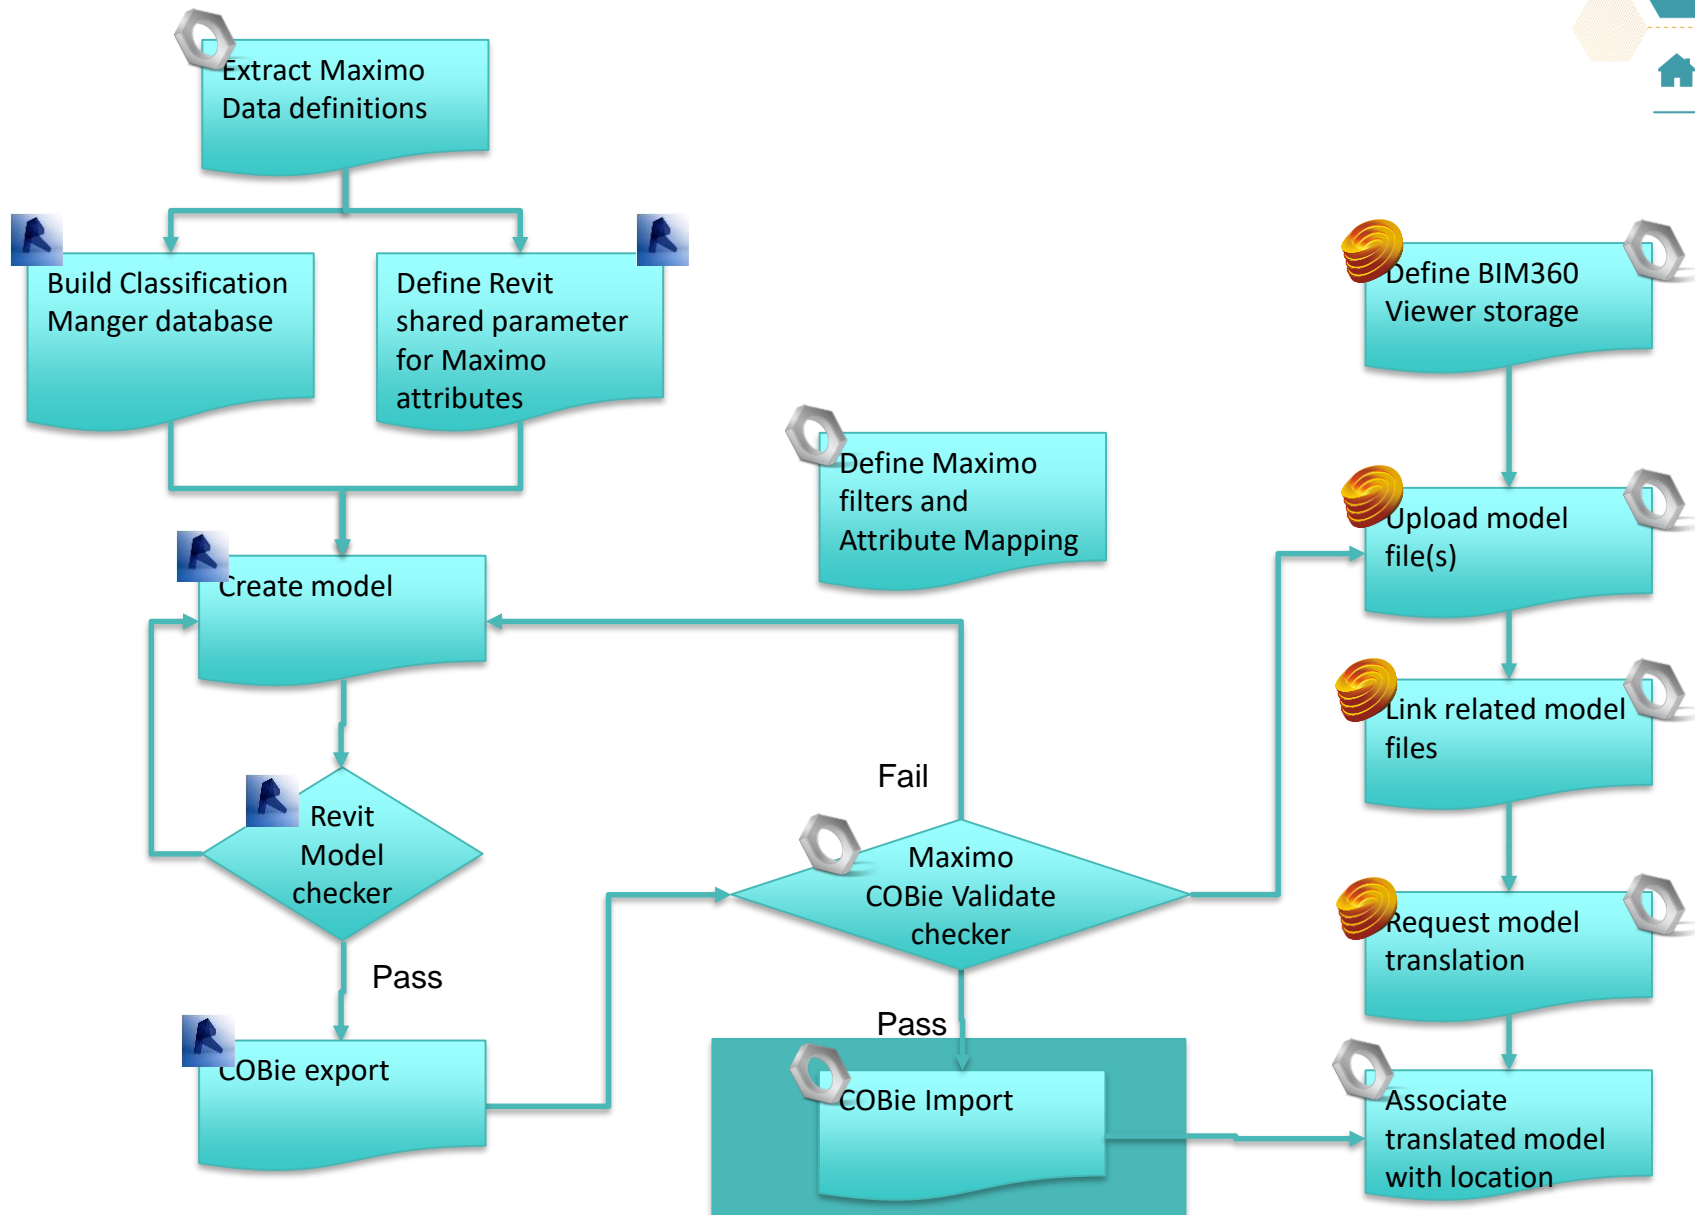 Extract Maximo
Data definitions
Build Classification
Manger database
Define Revit
shared parameter
for Maximo
attributes
Define BIM360
Viewer storage
Define Maximo
filters and
Attribute Mapping
Upload model
file(s)
Create model
Link related model
files
Fail
Revit
Model
checker
Maximo
COBie Validate
checker
Request model
translation
Pass
Pass
COBie export
COBie Import
Associate
translated model
with location